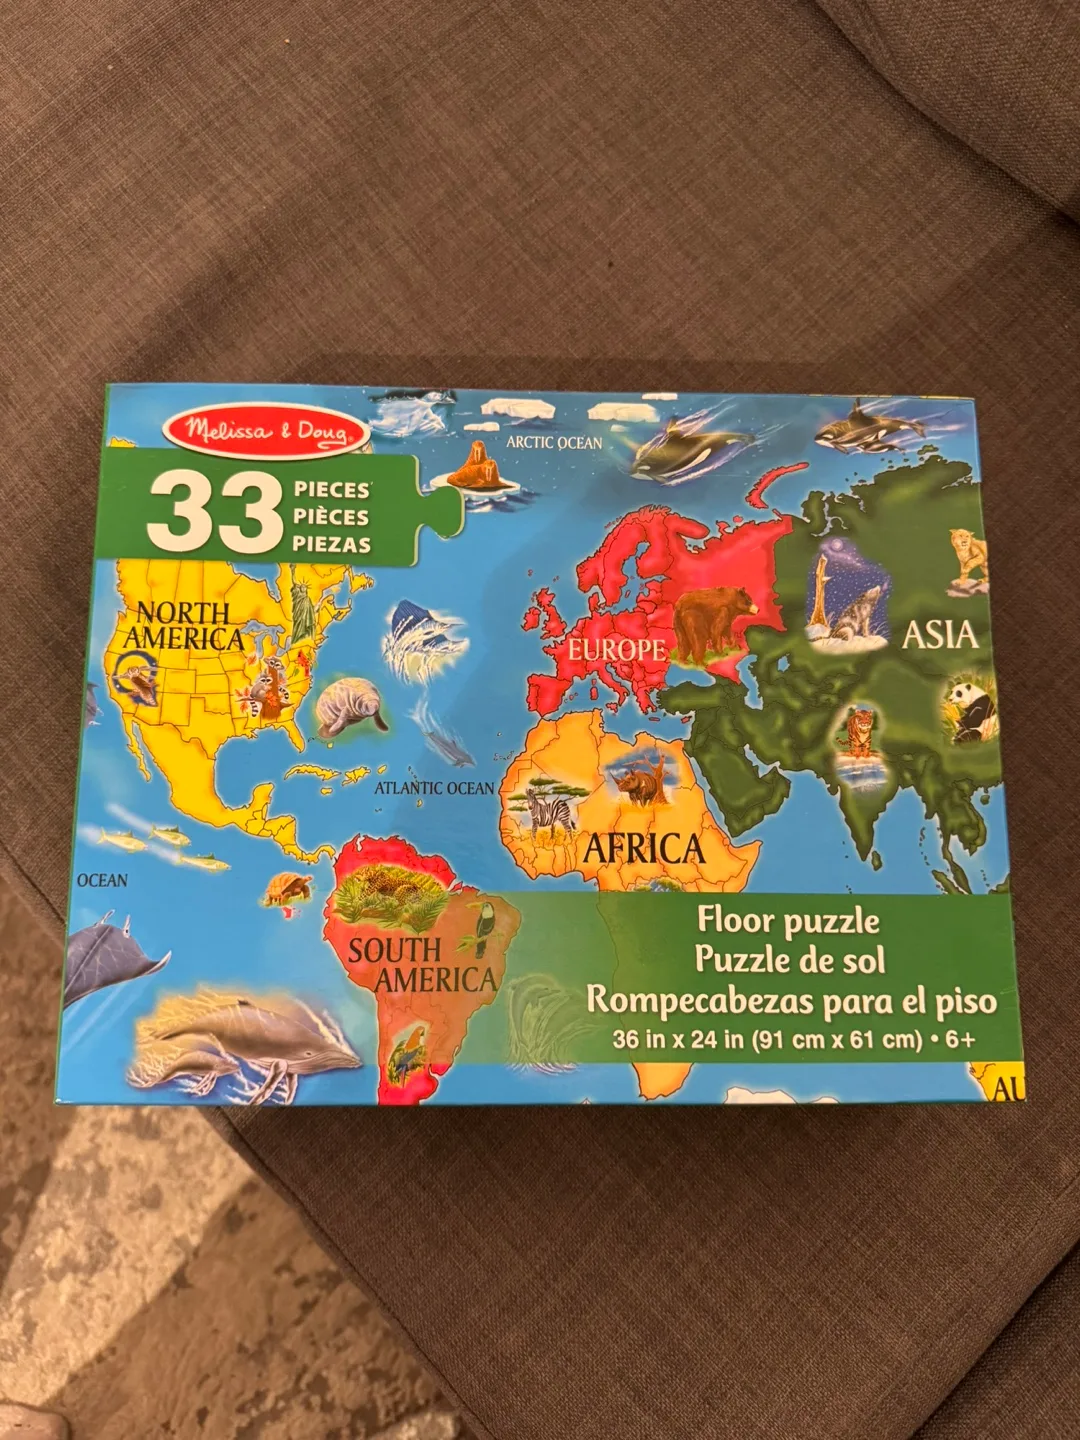 Melissa & Doug®
33 PIECES
PIÈCES
PIEZAS
ARCTIC OCEAN
NORTH
AMERICA
EUROPE
ASIA
ATLANTIC OCEAN
AFRICA
OCEAN
SOUTH
AMERICA
Floor puzzle
Puzzle de sol
Rompecabezas para el piso
36 in x 24 in (91 cm x 61 cm) • 6+
AU